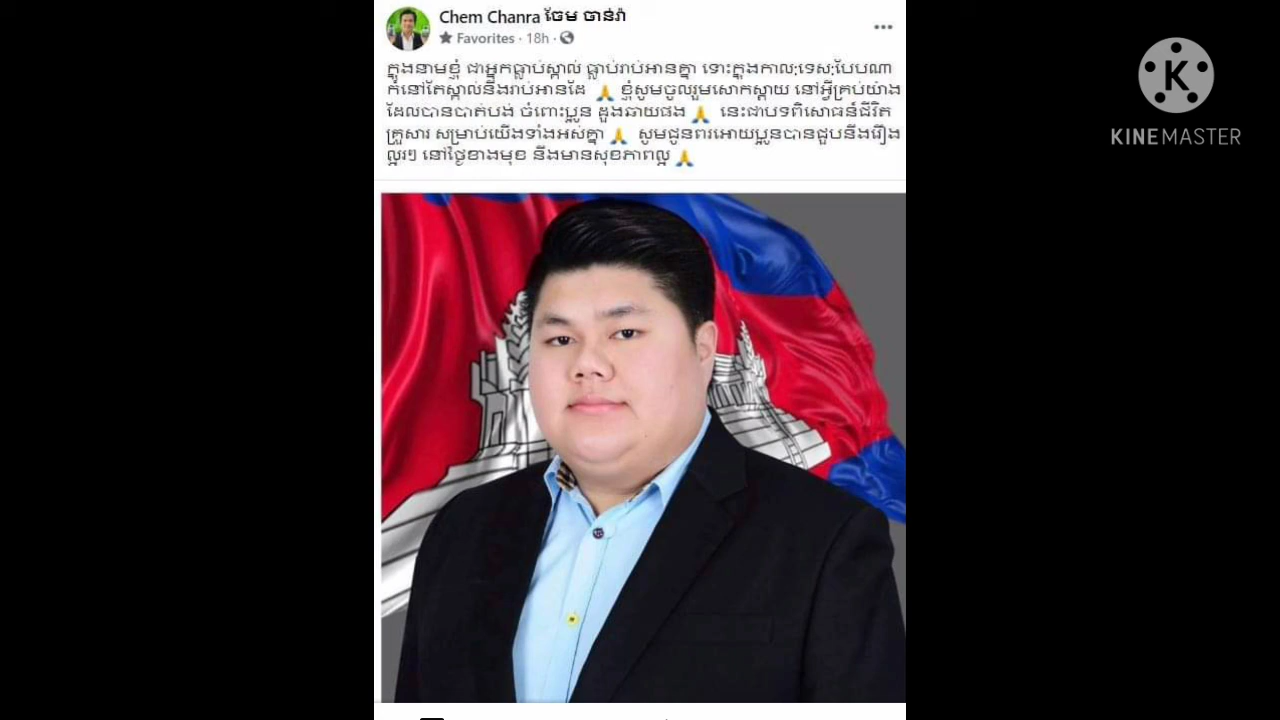 Chem Chanra ចែម ចាន់រ៉ា
Favorites · 18h ·
ក្នុងនាមខ្ញុំ ជាអ្នកធ្លាប់ស្គាល់ ធ្លាប់រាប់អានគ្នា ទោះក្នុងកាល:ទេស:បែបណា
កំនៅតែស្គាល់នឹងរាប់អានដែ 🙏 ខ្ញុំសូមចូលរួមសោកស្តាយ នៅអ្វីគ្រប់យ៉ាង
ដែលបានបាត់បង់ ចំពោះប្អូន ដួងឆាយផង 🙏 នេះជាបទពិសោធន៍ជីវិត
គ្រួសារ សម្រាប់យើងទាំងអស់គ្នា 🙏 សូមជូនពរអោយប្អូនបានជួបនឹងរឿង
ល្អរៗ នៅថ្ងៃខាងមុខ នឹងមានសុខភាពល្អ 🙏
KINEMASTER